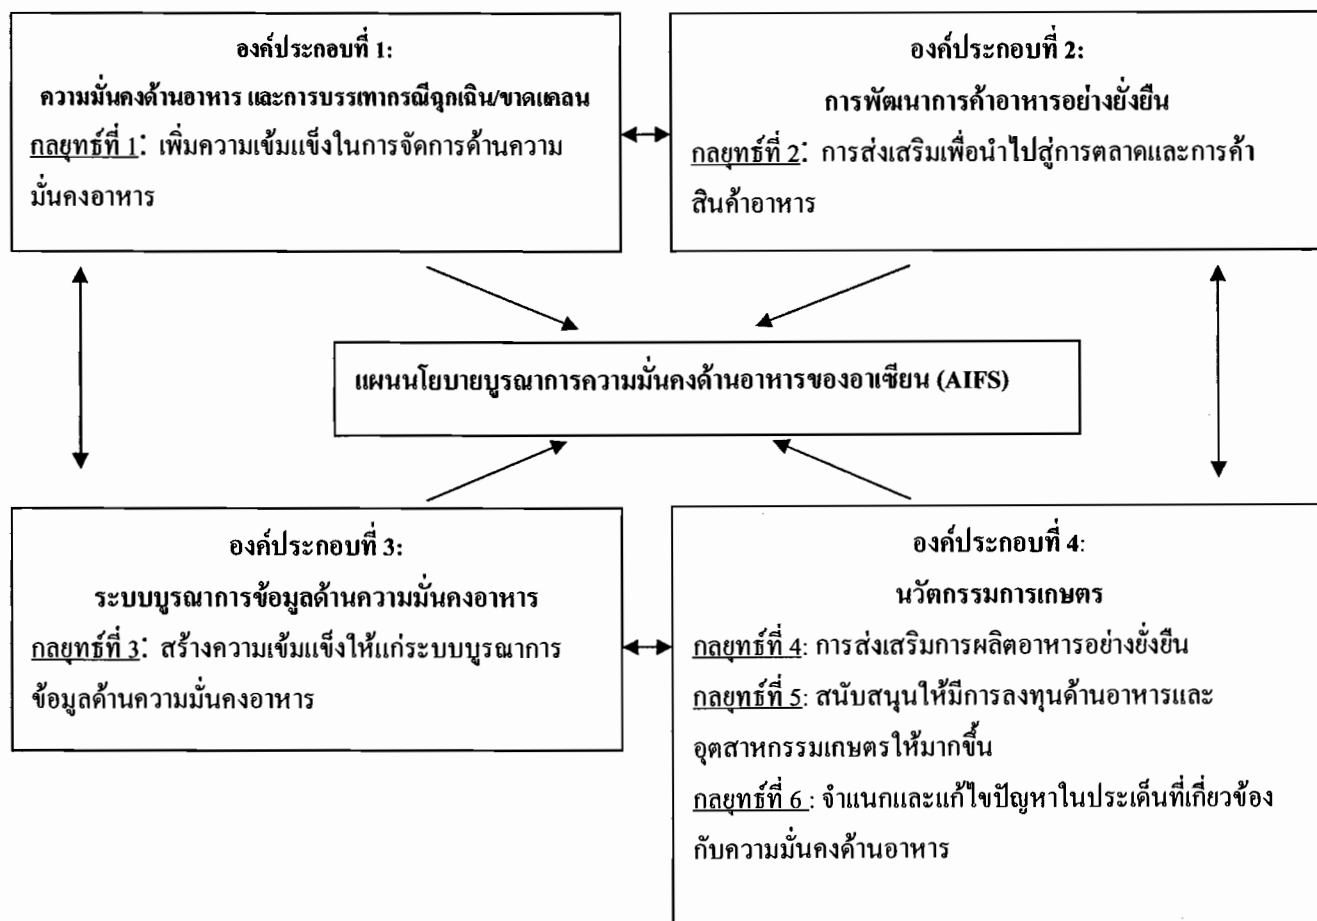 องค์ประกอบที่ 1:
ความมั่นคงด้านอาหาร และการบรรเทากรณีฉุกเฉิน/ขาดแคลน
กลยุทธ์ที่ 1: เพิ่มความเข้มแข็งในการจัดการด้านความ
มั่นคงอาหาร
องค์ประกอบที่ 2:
การพัฒนาการค้าอาหารอย่างยั่งยืน
กลยุทธ์ที่ 2: การส่งเสริมเพื่อนำไปสู่การตลาดและการค้า
สินค้าอาหาร
แผนนโยบายบูรณาการความมั่นคงด้านอาหารของอาเซียน (AIFS)
องค์ประกอบที่ 3:
ระบบบูรณาการข้อมูลด้านความมั่นคงอาหาร
กลยุทธ์ที่ 3: สร้างความเข้มแข็งให้แก่ระบบบูรณาการ
ข้อมูลด้านความมั่นคงอาหาร
องค์ประกอบที่ 4:
นวัตกรรมการเกษตร
กลยุทธ์ที่ 4: การส่งเสริมการผลิตอาหารอย่างยั่งยืน
กลยุทธ์ที่ 5: สนับสนุนให้มีการลงทุนด้านอาหารและ
อุตสาหกรรมเกษตรให้มากขึ้น
กลยุทธ์ที่ 6 : จำแนกและแก้ไขปัญหาในประเด็นที่เกี่ยวข้อง
กับความมั่นคงด้านอาหาร